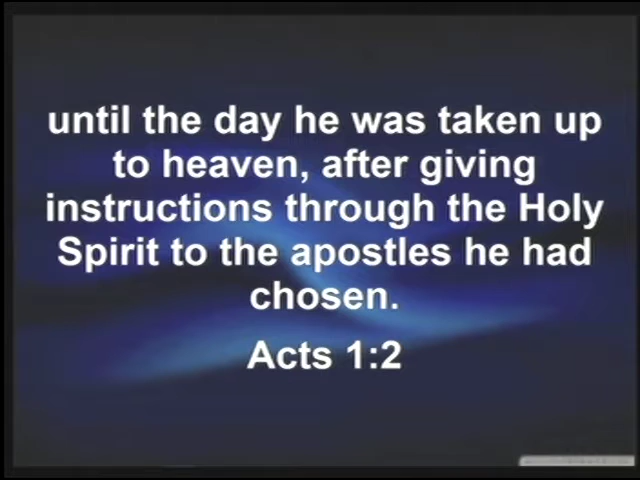 until the day he was taken up
to heaven, after giving
instructions through the Holy
Spirit to the apostles he had
chosen.
Acts 1:2